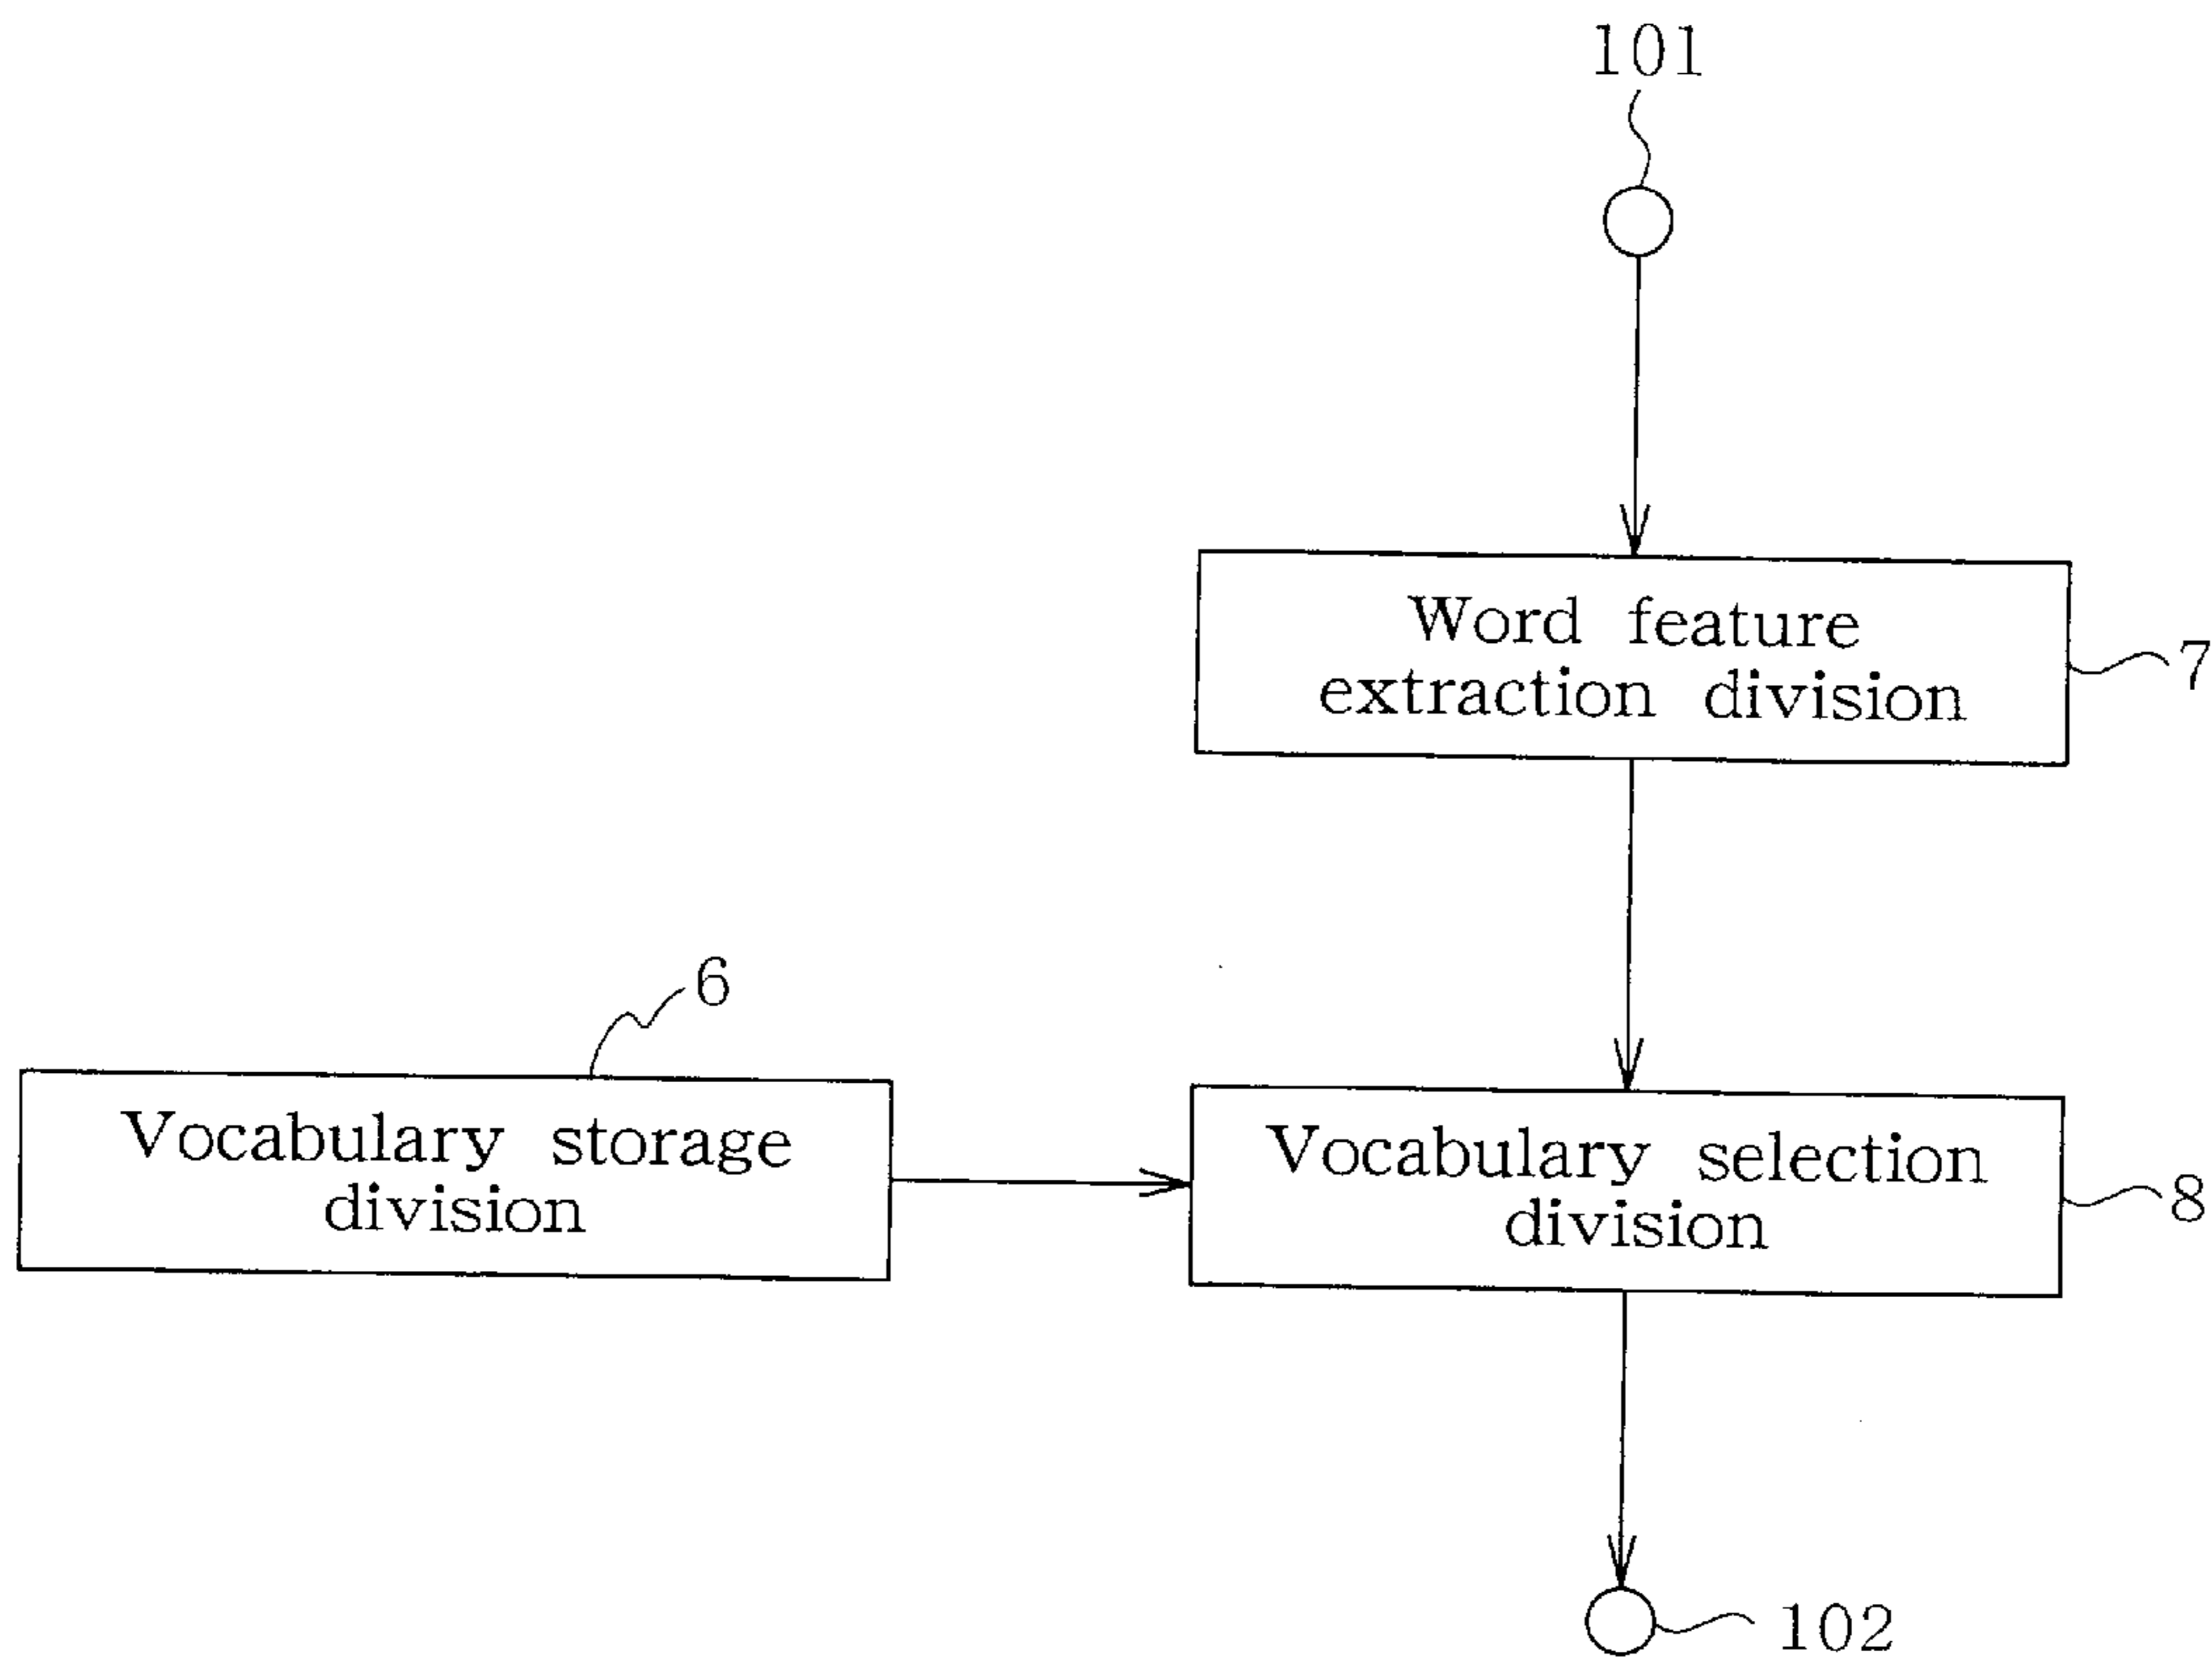 101
Word feature
extraction division
7
6
Vocabulary storage
division
Vocabulary selection
division
8
102